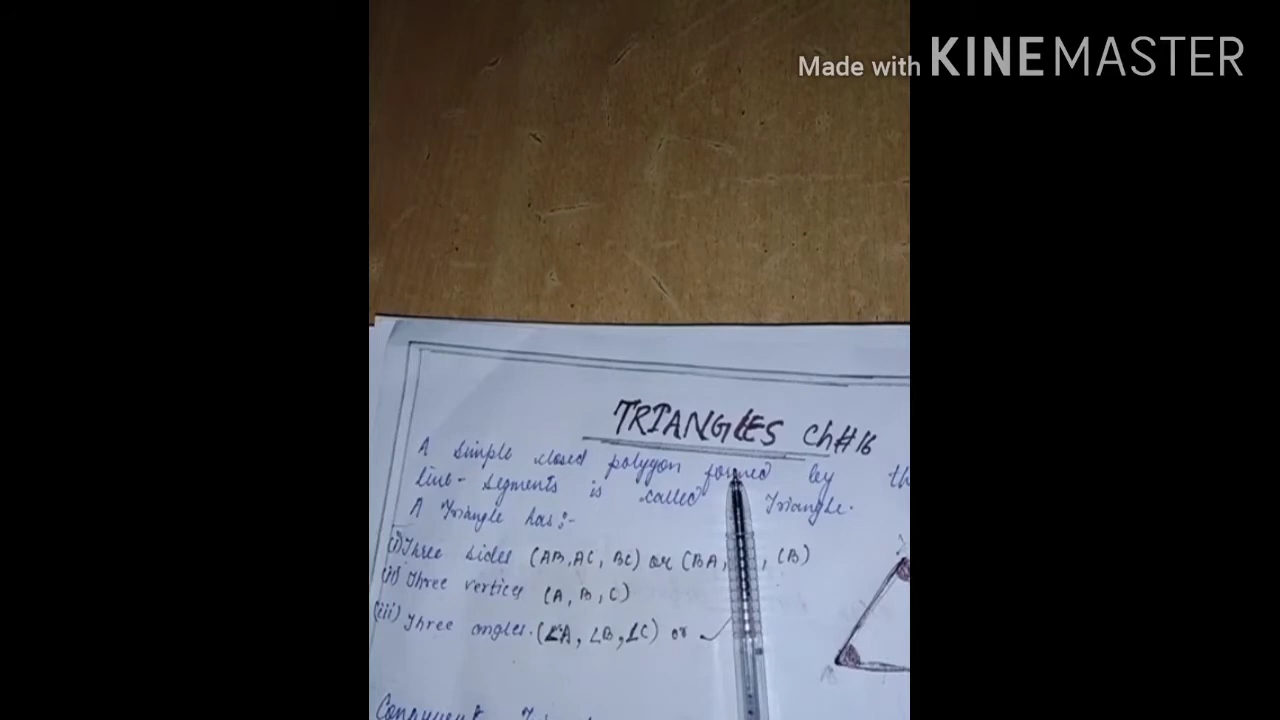 Made with KINEMASTER
TRIANGLES Ch#16
A simple closed polygon formed by
line-segments is called Triangle.
A Triangle has:-
(i) Three sides (AB, AC, BC) or (BA, , CB)
(ii) Three vertices (A, B, C)
(iii) Three angles. (∠A, ∠B, ∠C) or